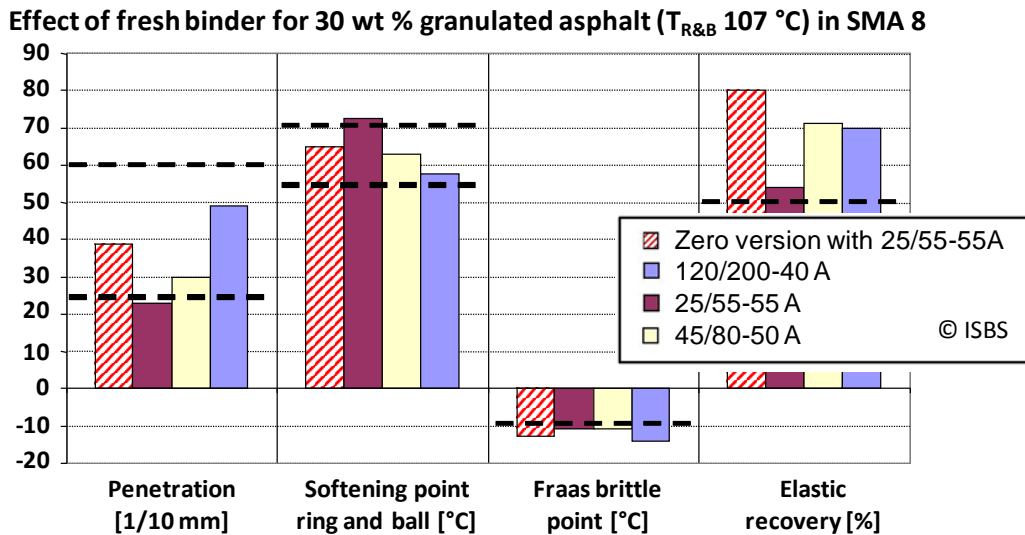 Effect of fresh binder for 30 wt % granulated asphalt (TR&B 107 °C) in SMA 8
90
80
70
60
50
40
30
20
10
0
-10
-20
Zero version with 25/55-55A
120/200-40 A
25/55-55 A
45/80-50 A
© ISBS
Penetration
[1/10 mm]
Softening point
ring and ball [°C]
Fraas brittle
point [°C]
Elastic
recovery [%]